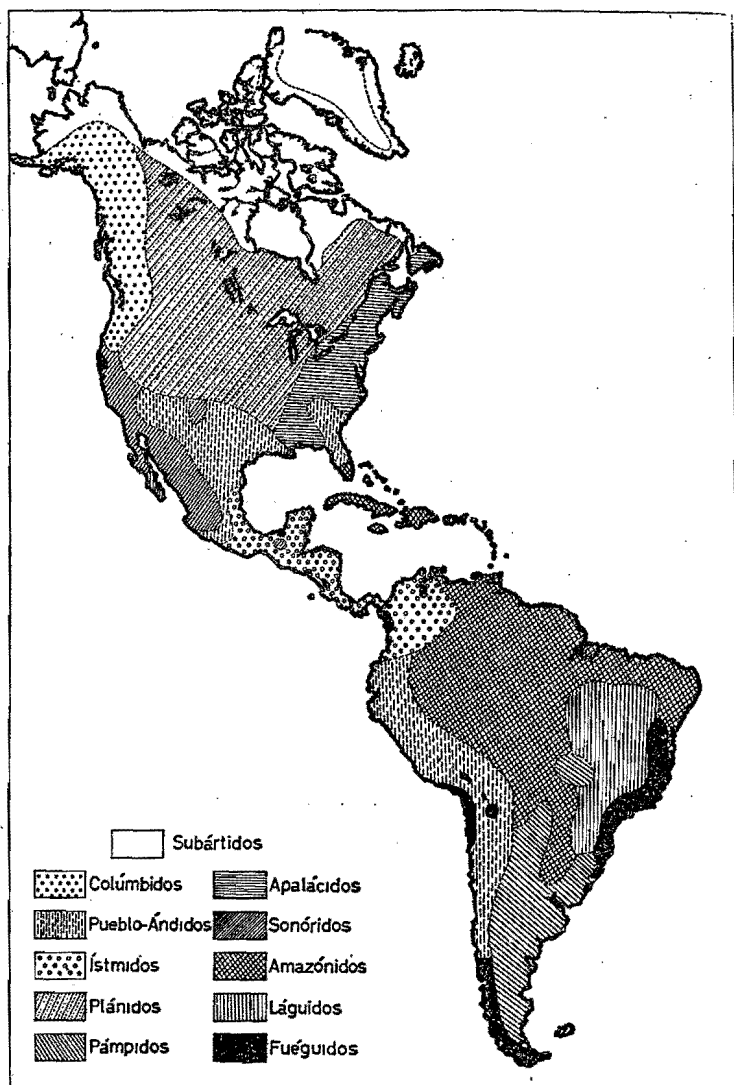 Subártidos
Colúmbidos
Apalácidos
Pueblo-Ándidos
Sonóridos
Ístmidos
Amazónidos
Plánidos
Láguidos
Pámpidos
Fuéguidos